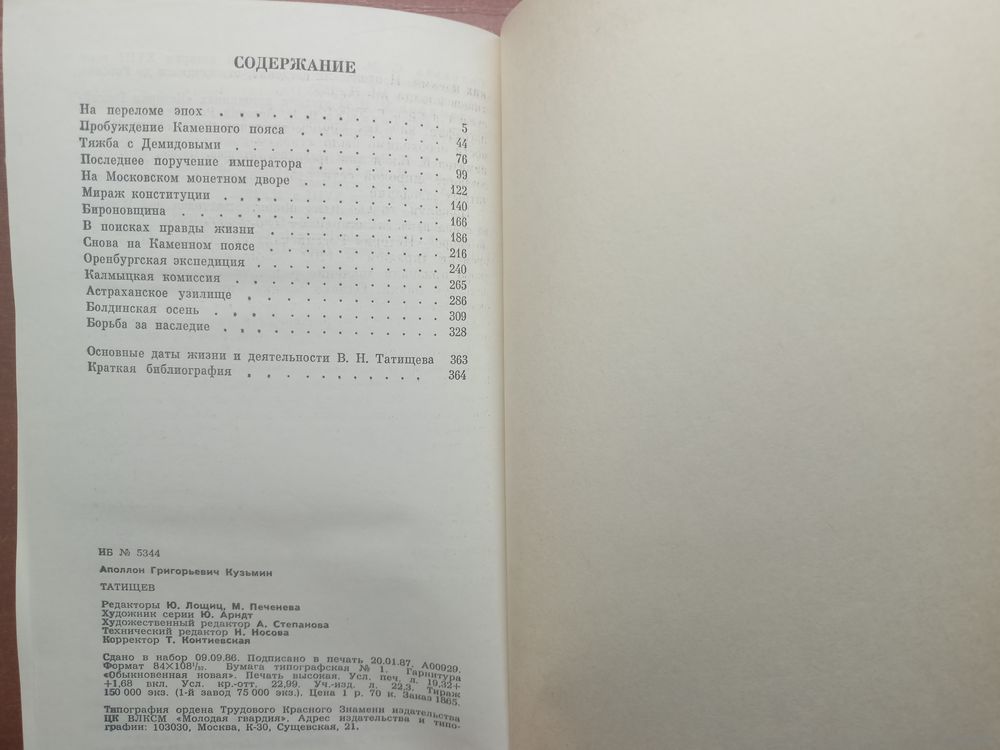 СОДЕРЖАНИЕ
На переломе эпох . . . . . . . . . . . . 5
Пробуждение Каменного пояса . . . . . . . . 44
Тяжба с Демидовыми . . . . . . . . . . . 76
Последнее поручение императора . . . . . . . 99
На Московском монетном дворе . . . . . . . . 122
Мираж конституции . . . . . . . . . . . . 140
Бироновщина . . . . . . . . . . . . . . 166
В поисках правды жизни . . . . . . . . . . 186
Снова на Каменном поясе . . . . . . . . . . 216
Оренбургская экспедиция . . . . . . . . . . 240
Калмыцкая комиссия . . . . . . . . . . . 265
Астраханское узилище . . . . . . . . . . . 286
Болдинская осень . . . . . . . . . . . . 309
Борьба за наследие . . . . . . . . . . . . 328
Основные даты жизни и деятельности В. Н. Татищева 363
Краткая библиография . . . . . . . . . . 364
ИБ № 5344
Аполлон Григорьевич Кузьмин
ТАТИЩЕВ
Редакторы Ю. Лощиц, М. Печенева
Художник серии Ю. Арндт
Художественный редактор А. Степанова
Технический редактор Н. Носова
Корректор Т. Контиевская
Сдано в набор 09.09.86. Подписано в печать 20.01.87. А00929.
Формат 84×108¹/₃₂. Бумага типографская № 1. Гарнитура
«Обыкновенная новая». Печать высокая. Усл. печ. л. 19,32+
+1,68 вкл. Усл. кр.-отт. 22,99. Уч.-изд. л. 22,3. Тираж
150 000 экз. (1-й завод 75 000 экз.). Цена 1 р. 70 к. Заказ 1865.
Типография ордена Трудового Красного Знамени издательства
ЦК ВЛКСМ «Молодая гвардия». Адрес издательства и типо-
графии: 103030, Москва, К-30, Сущевская, 21.